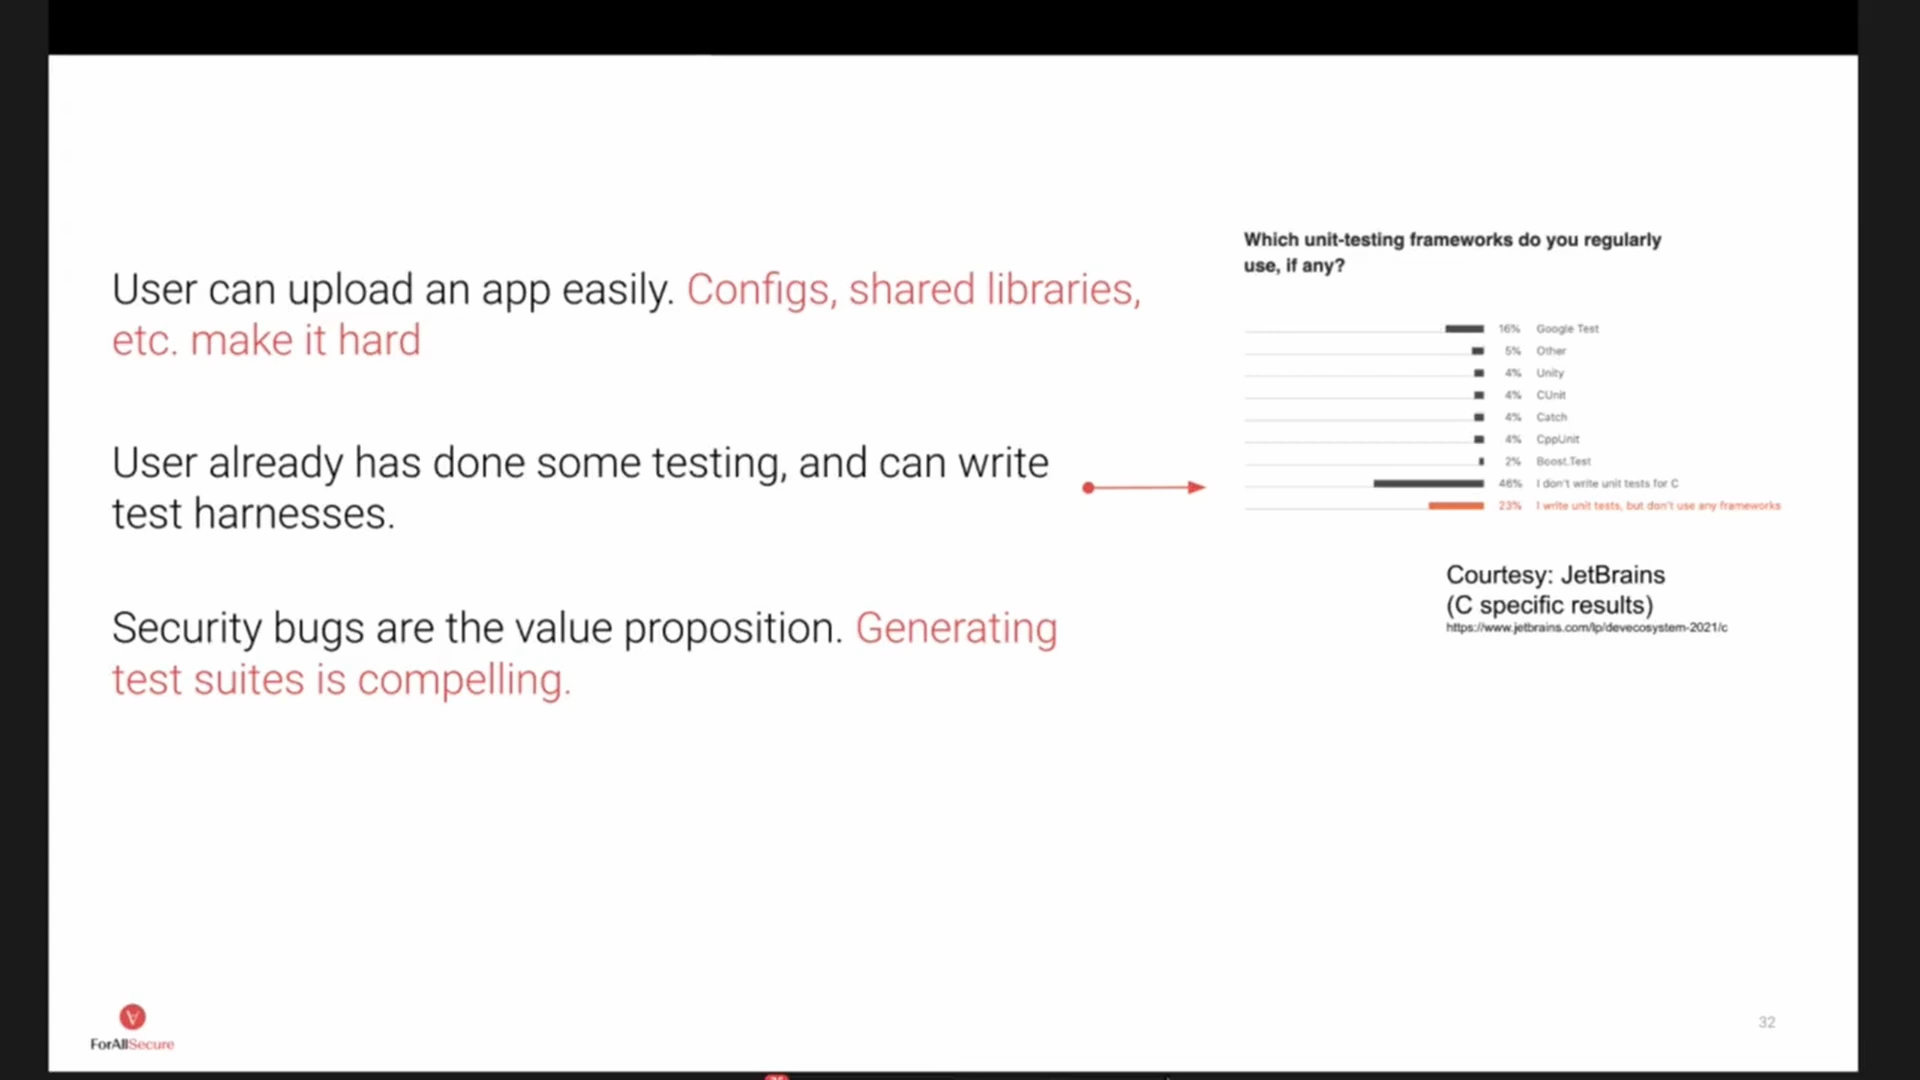 User can upload an app easily. Configs, shared libraries,
etc. make it hard
User already has done some testing, and can write
test harnesses.
Security bugs are the value proposition. Generating
test suites is compelling.
Which unit-testing frameworks do you regularly
use, if any?
16% Google Test
5% Other
4% Unity
4% CUnit
4% Catch
4% CppUnit
2% Boost.Test
46% I don't write unit tests for C
23% I write unit tests, but don't use any frameworks
Courtesy: JetBrains
(C specific results)
https://www.jetbrains.com/lp/devecosystem-2021/c
ForAllSecure
32